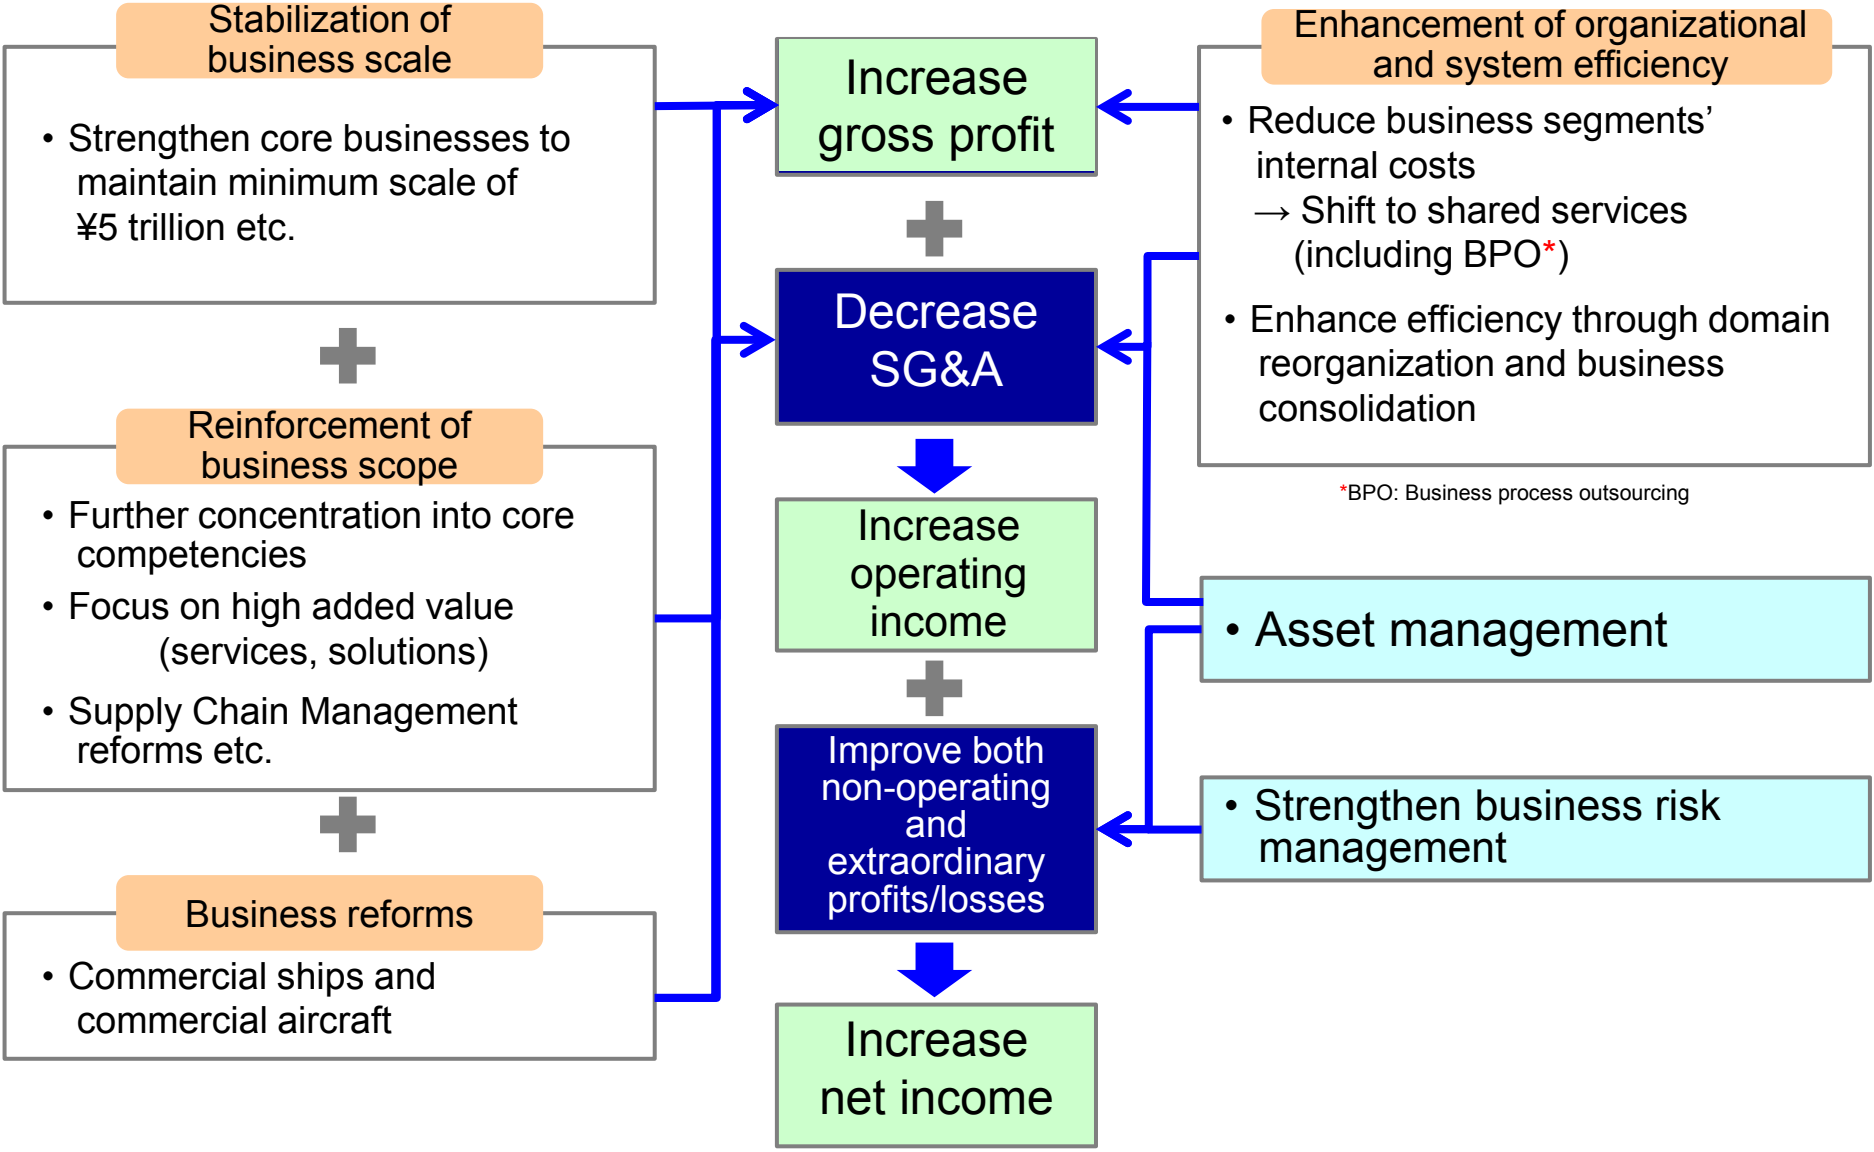 Stabilization of
business scale
• Strengthen core businesses to
maintain minimum scale of
¥5 trillion etc.
Reinforcement of
business scope
• Further concentration into core
competencies
• Focus on high added value
(services, solutions)
• Supply Chain Management
reforms etc.
Business reforms
• Commercial ships and
commercial aircraft
Increase
gross profit
Decrease
SG&A
Increase
operating
income
Improve both
non-operating
and
extraordinary
profits/losses
Increase
net income
Enhancement of organizational
and system efficiency
• Reduce business segments’
internal costs
→ Shift to shared services
(including BPO*)
• Enhance efficiency through domain
reorganization and business
consolidation
*BPO: Business process outsourcing
• Asset management
• Strengthen business risk
management